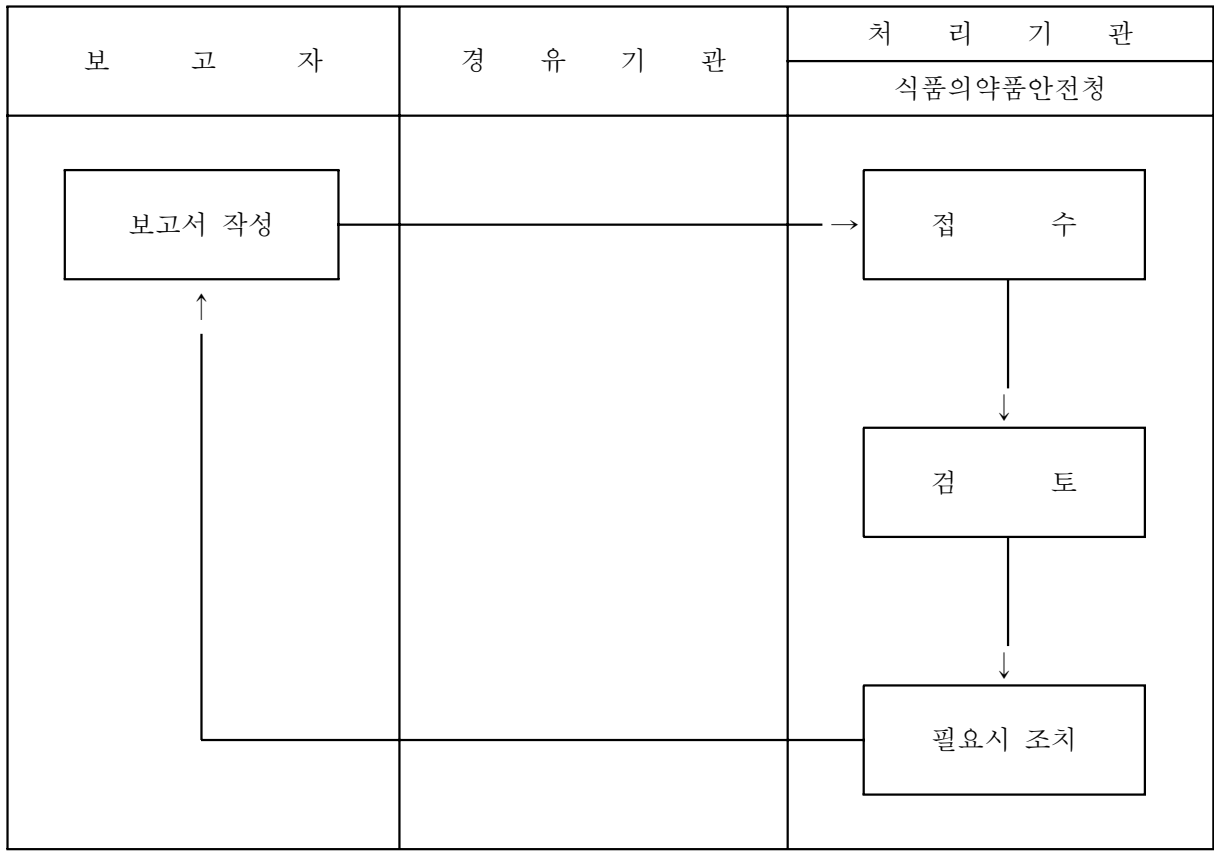 보 고 자
경 유 기 관
처 리 기 관
식품의약품안전청
보고서 작성
→
접 수
↑
↓
검 토
↓
필요시 조치